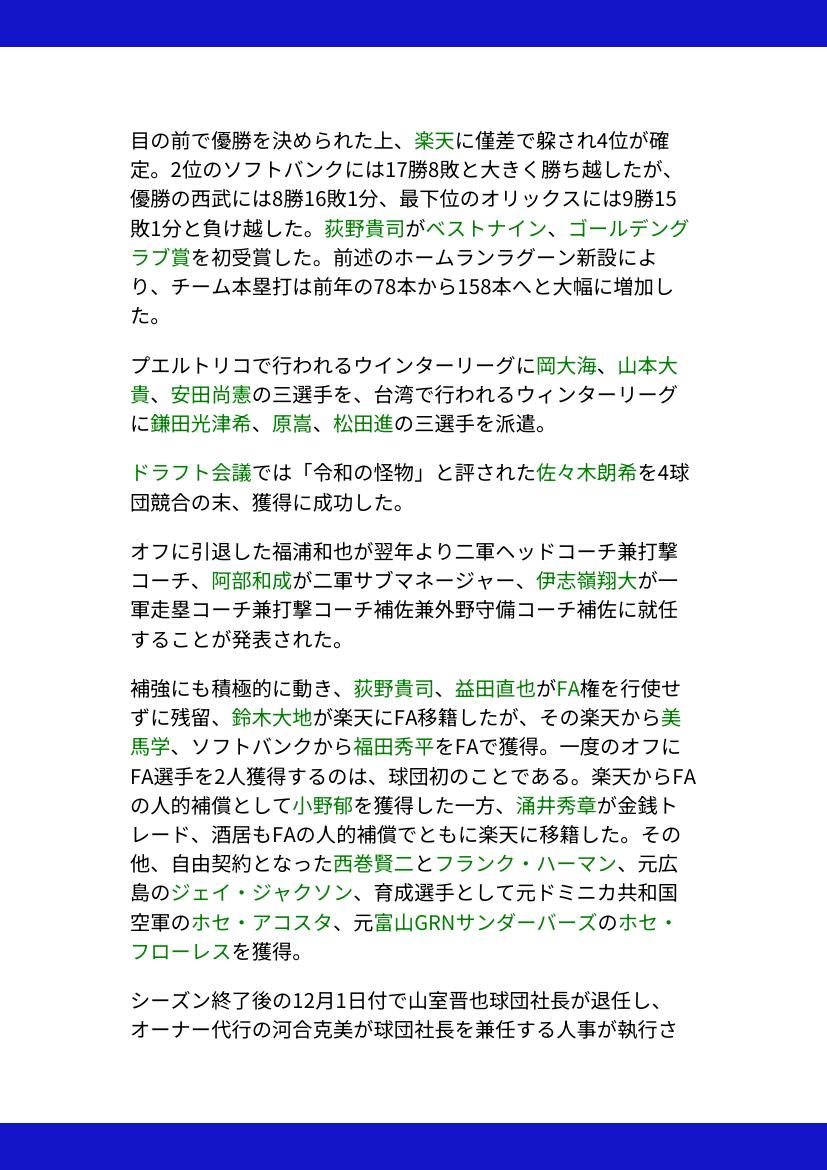 目の前で優勝を決められた上、楽天に僅差で躱され4位が確
定。2位のソフトバンクには17勝8敗と大きく勝ち越したが、
優勝の西武には8勝16敗1分、最下位のオリックスには9勝15
敗1分と負け越した。荻野貴司がベストナイン、ゴールデング
ラブ賞を初受賞した。前述のホームランラグーン新設によ
り、チーム本塁打は前年の78本から158本へと大幅に増加し
た。
プエルトリコで行われるウインターリーグに岡大海、山本大
貴、安田尚憲の三選手を、台湾で行われるウィンターリーグ
に鎌田光津希、原嵩、松田進の三選手を派遣。
ドラフト会議では「令和の怪物」と評された佐々木朗希を4球
団競合の末、獲得に成功した。
オフに引退した福浦和也が翌年より二軍ヘッドコーチ兼打撃
コーチ、阿部和成が二軍サブマネージャー、伊志嶺翔大が一
軍走塁コーチ兼打撃コーチ補佐兼外野守備コーチ補佐に就任
することが発表された。
補強にも積極的に動き、荻野貴司、益田直也がFA権を行使せ
ずに残留、鈴木大地が楽天にFA移籍したが、その楽天から美
馬学、ソフトバンクから福田秀平をFAで獲得。一度のオフに
FA選手を2人獲得するのは、球団初のことである。楽天からFA
の人的補償として小野郁を獲得した一方、涌井秀章が金銭ト
レード、酒居もFAの人的補償でともに楽天に移籍した。その
他、自由契約となった西巻賢二とフランク・ハーマン、元広
島のジェイ・ジャクソン、育成選手として元ドミニカ共和国
空軍のホセ・アコスタ、元富山GRNサンダーバーズのホセ・
フローレスを獲得。
シーズン終了後の12月1日付で山室晋也球団社長が退任し、
オーナー代行の河合克美が球団社長を兼任する人事が執行さ